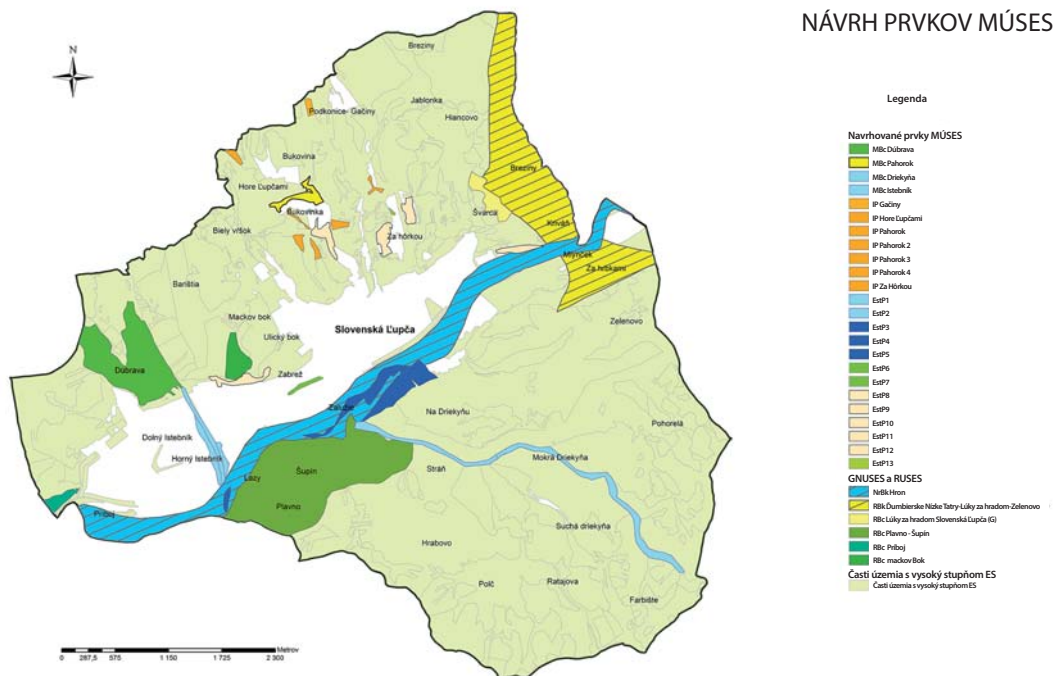 NÁVRH PRVKOV MÚSES
N
Breziny
Jablonka
Podkonice- Gačiny
Hiancovo
Bukovina
Breziny
Hore Ľupčami
Bukovinka
Švarca
Kriváň
Biely vŕšok
Za hôrkou
Mlynček
Za hrbkami
Barištia
Zelenovo
Mackov bok
Slovenská Ľupča
Ulický bok
Dúbrava
Zábrež
Zalužie
Na Driekyňu
Pohorelá
Dolný Istebník
Horný Istebník
Mokrá Driekyňa
Stráň
Lazy
Šupín
Plavno
Príboj
Suchá driekyňa
Hrabovo
Polč
Ratajova
Farbište
Metrov
0 287,5 575 1 150 1 725 2 300
Legenda
Navrhované prvky MÚSES
MBc Dúbrava
MBc Pahorok
MBc Driekyňa
MBc Istebník
IP Gačiny
IP Hore Ľupčami
IP Pahorok
IP Pahorok 2
IP Pahorok 3
IP Pahorok 4
IP Za Hôrkou
EstP1
EstP2
EstP3
EstP4
EstP5
EstP6
EstP7
EstP8
EstP9
EstP10
EstP11
EstP12
EstP13
GNUSES a RUSES
NrBk Hron
RBk Ďumbierske Nízke Tatry-Lúky za hradom-Zelenovo
RBc Lúky za hradom Slovenská Ľupča (G)
RBc Plavno - Šupín
RBc Príboj
RBc mackov Bok
Časti územia s vysoký stupňom ES
Časti územia s vysoký stupňom ES